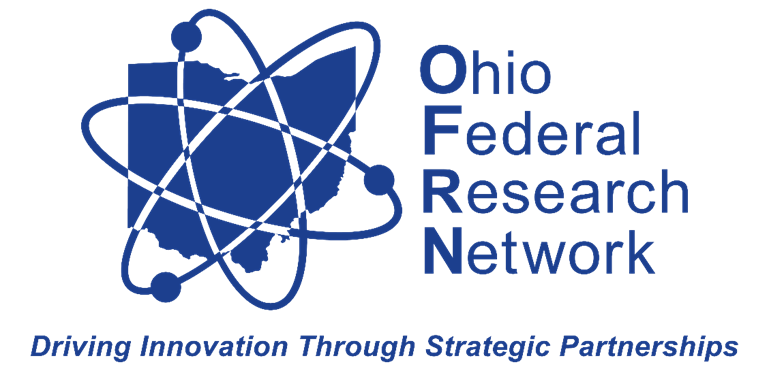 Ohio
Federal
Research
Network
Driving Innovation Through Strategic Partnerships